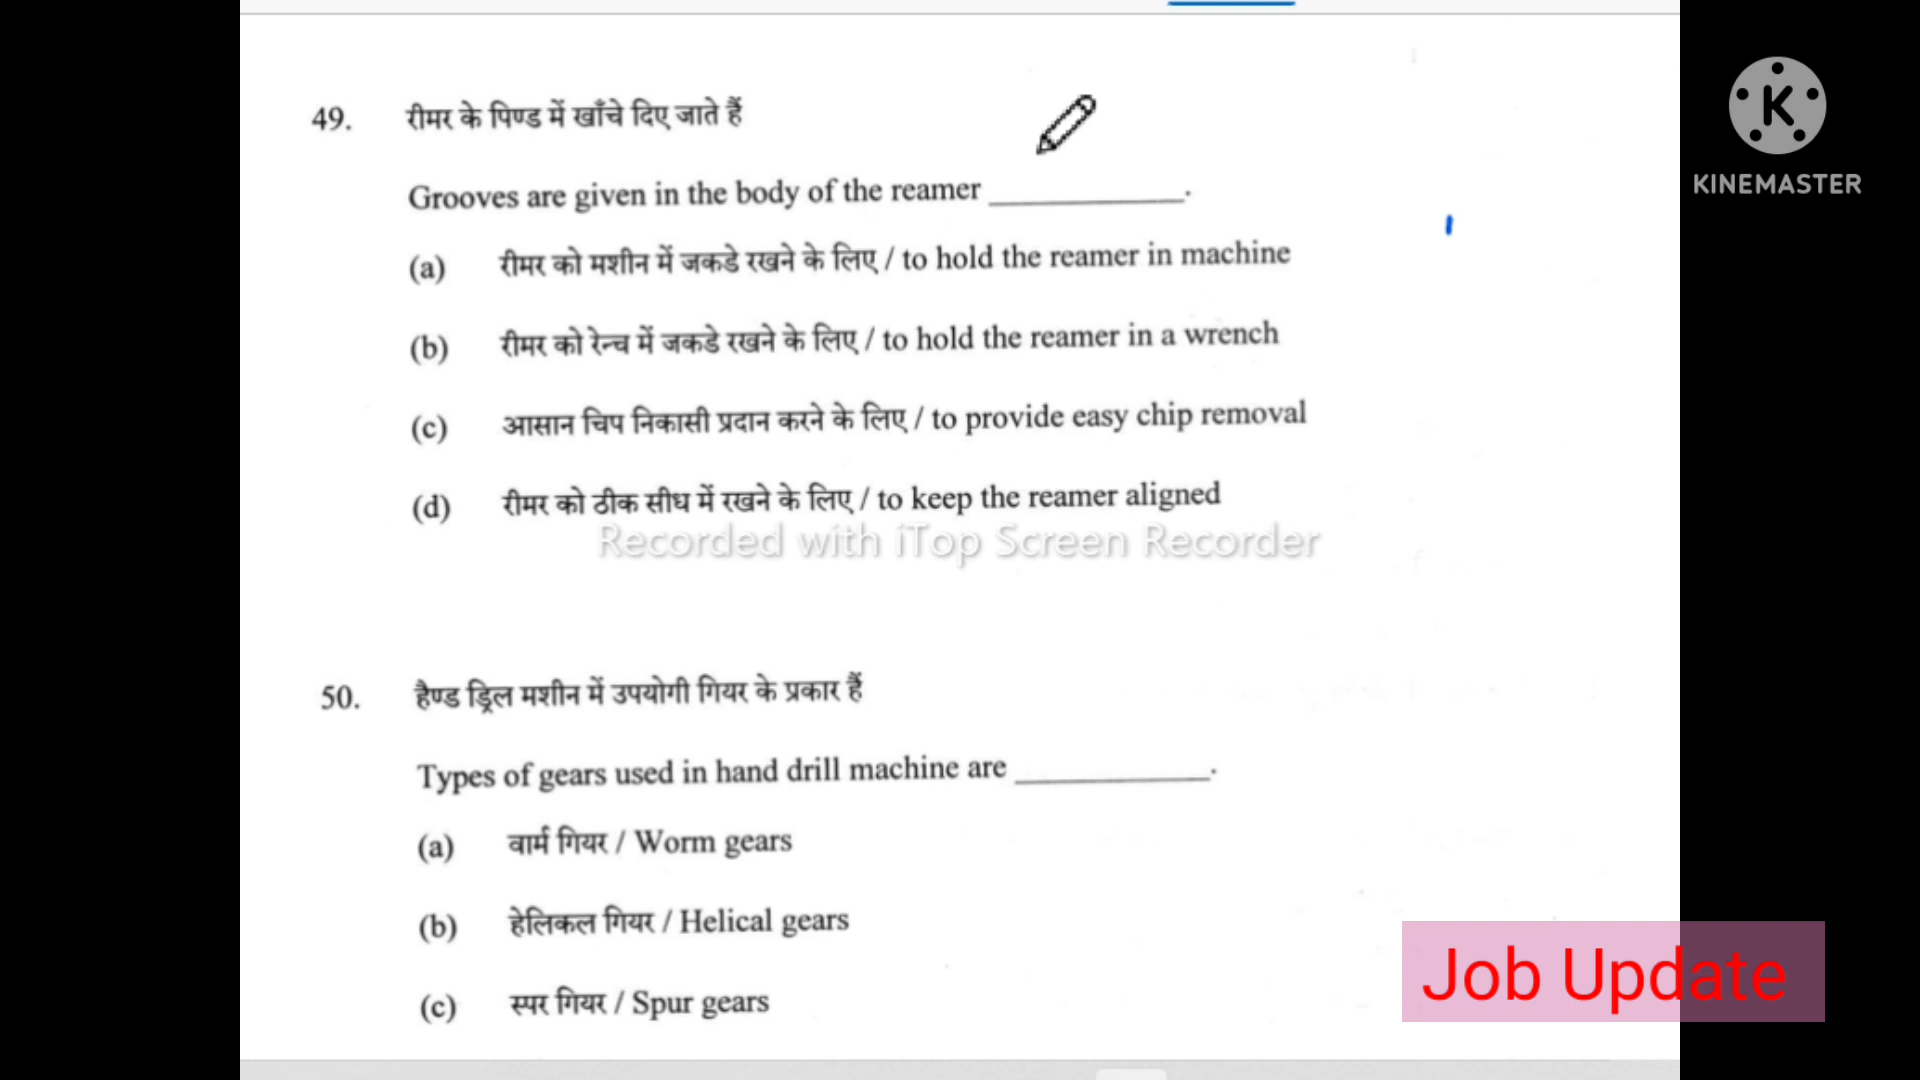 49. रीमर के पिण्ड में खाँचे दिए जाते हैं
KINEMASTER
Grooves are given in the body of the reamer ____________.
(a) रीमर को मशीन में जकडे रखने के लिए / to hold the reamer in machine
(b) रीमर को रेन्च में जकडे रखने के लिए / to hold the reamer in a wrench
(c) आसान चिप निकासी प्रदान करने के लिए / to provide easy chip removal
(d) रीमर को ठीक सीध में रखने के लिए / to keep the reamer aligned
Recorded with iTop Screen Recorder
50. हैण्ड ड्रिल मशीन में उपयोगी गियर के प्रकार हैं
Types of gears used in hand drill machine are ____________.
(a) वार्म गियर / Worm gears
(b) हेलिकल गियर / Helical gears
(c) स्पर गियर / Spur gears
Job Update